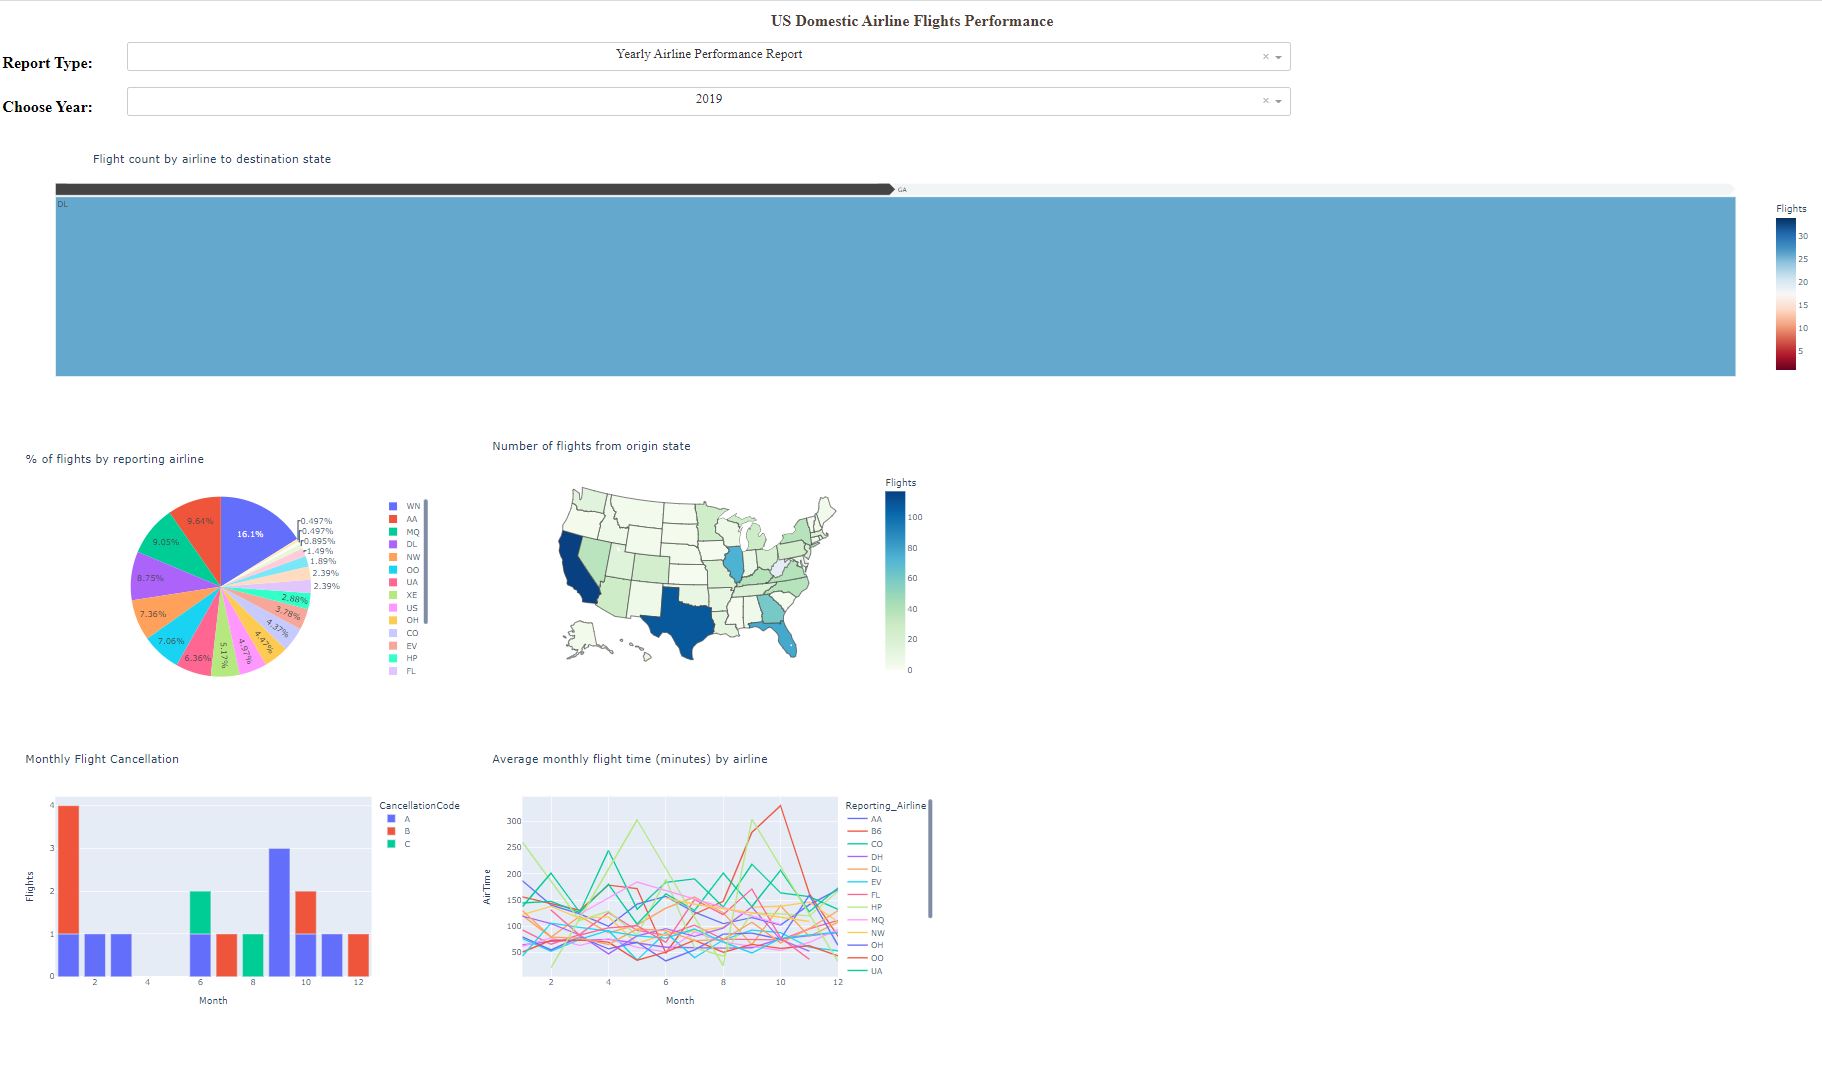 US Domestic Airline Flights Performance
Report Type:
Yearly Airline Performance Report
Choose Year:
2019
Flight count by airline to destination state
GA
DL
Flights
30
25
20
15
10
5
% of flights by reporting airline
16.1%
9.64%
9.05%
8.75%
7.36%
7.06%
6.36%
5.17%
4.97%
4.47%
4.37%
3.78%
2.88%
2.39%
2.39%
1.89%
1.49%
0.895%
0.497%
0.497%
WN
AA
MQ
DL
NW
OO
UA
XE
US
OH
CO
EV
HP
FL
Number of flights from origin state
Flights
100
80
60
40
20
0
Monthly Flight Cancellation
Flights
4
3
2
1
0
2 4 6 8 10 12
Month
CancellationCode
A
B
C
Average monthly flight time (minutes) by airline
AirTime
300
250
200
150
100
50
2 4 6 8 10 12
Month
Reporting_Airline
AA
B6
CO
DH
DL
EV
FL
HP
MQ
NW
OH
OO
UA